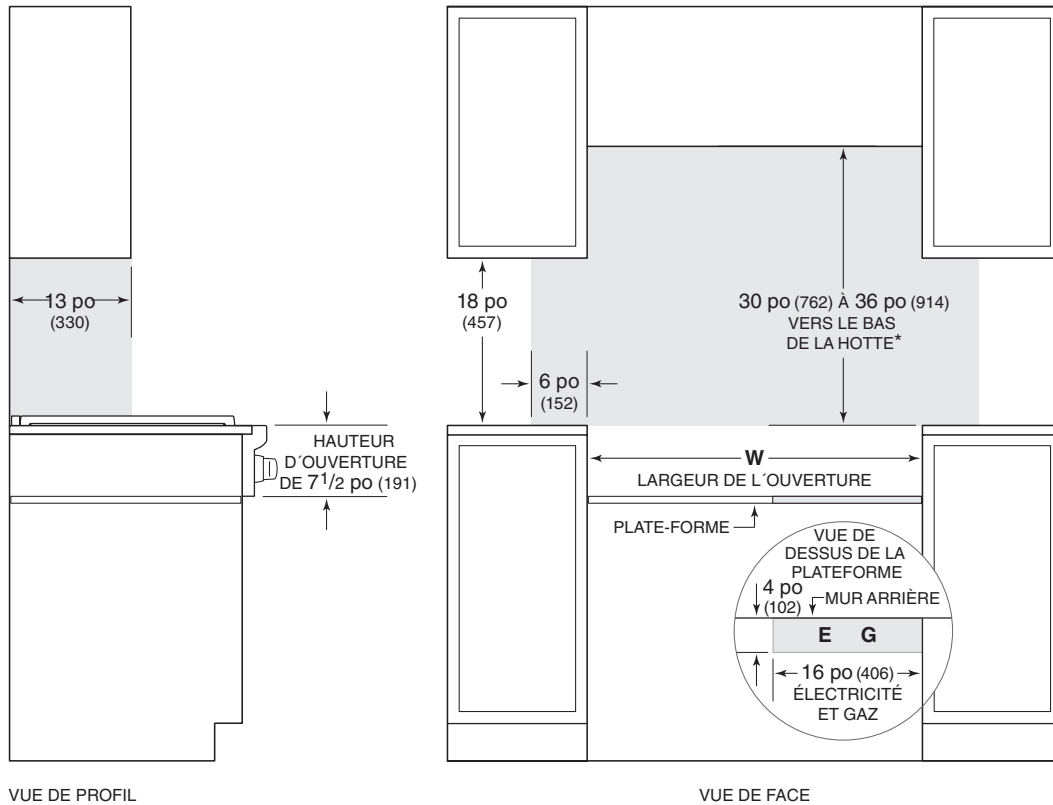 13 po
(330)
HAUTEUR
D´OUVERTURE
DE 7 1/2 po (191)
VUE DE PROFIL
18 po
(457)
30 po (762) À 36 po (914)
VERS LE BAS
DE LA HOTTE*
6 po
(152)
W
LARGEUR DE L´OUVERTURE
PLATE-FORME
VUE DE
DESSUS DE LA
PLATEFORME
4 po
(102)
MUR ARRIÈRE
E G
16 po (406)
ÉLECTRICITÉ
ET GAZ
VUE DE FACE